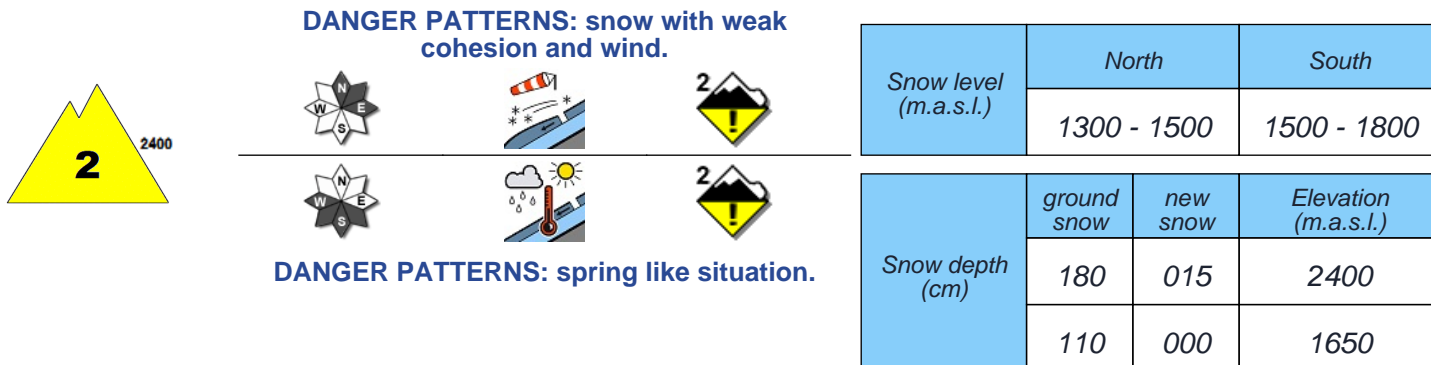 DANGER PATTERNS: snow with weak
cohesion and wind.
2
2400
N
W
E
S
2
!
N
W
E
S
2
!
DANGER PATTERNS: spring like situation.
Snow level
(m.a.s.l.)
North
South
1300 - 1500
1500 - 1800
Snow depth
(cm)
ground
snow
new
snow
Elevation
(m.a.s.l.)
180
015
2400
110
000
1650